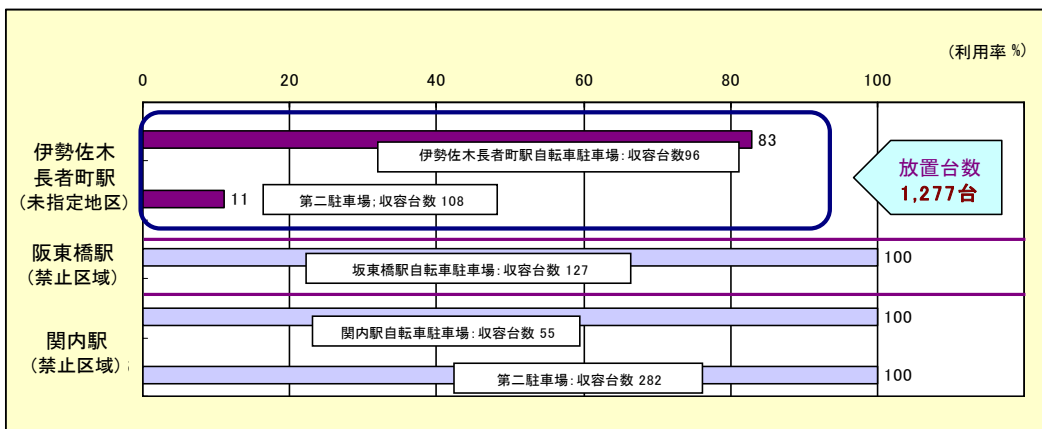 (利用率 %)
0 20 40 60 80 100
伊勢佐木
長者町駅
(未指定地区)
83
伊勢佐木長者町駅自転車駐車場:収容台数96
11
第二駐車場;収容台数 108
放置台数
1,277台
阪東橋駅
(禁止区域)
100
坂東橋駅自転車駐車場:収容台数 127
関内駅
(禁止区域)
100
関内駅自転車駐車場:収容台数 55
100
第二駐車場:収容台数 282